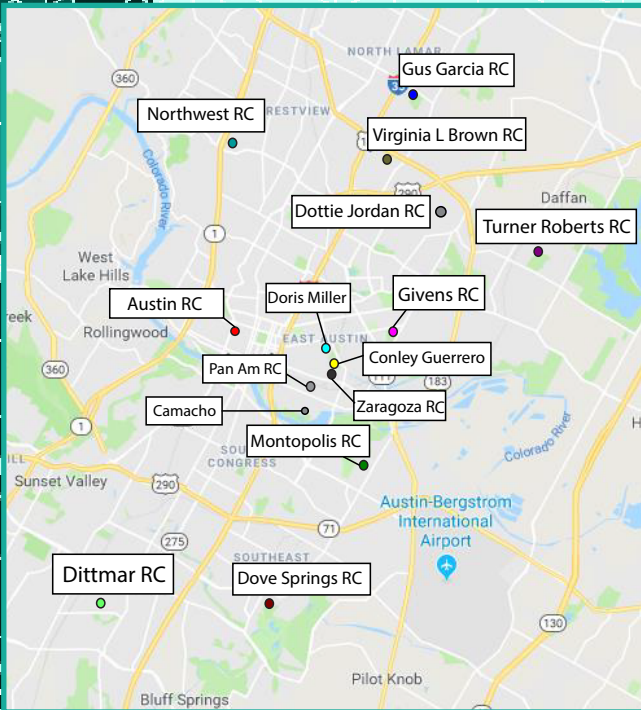 NORTH LAMAR
Gus Garcia RC
360
35
Northwest RC
RESTVIEW
Virginia L Brown RC
Colorado River
290
Daffan
Dottie Jordan RC
Turner Roberts RC
1
West
Lake Hills
Doris Miller
Givens RC
Austin RC
reek
Rollingwood
EAST AUSTIN
Conley Guerrero
Pan Am RC
360
111
183
Zaragoza RC
Camacho
1
Montopolis RC
Colorado River
H
ILL
SOU
CONGRESS
Sunset Valley
290
Austin-Bergstrom
International
Airport
71
275
SOUTHEAST
Dittmar RC
Dove Springs RC
130
Pilot Knob
Bluff Springs